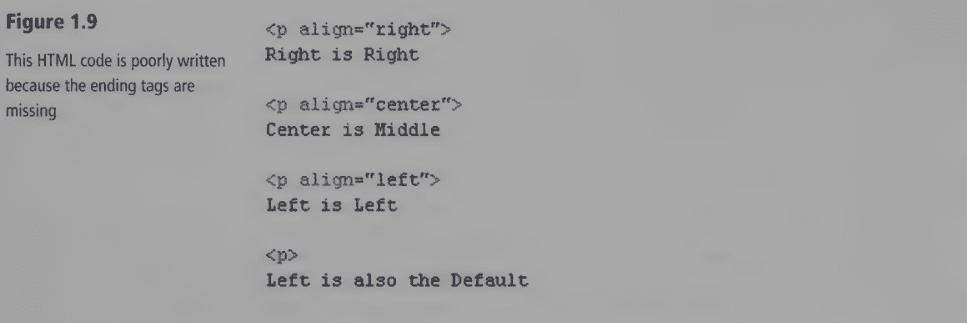 Figure 1.9
This HTML code is poorly written
because the ending tags are
missing
<p align="right">
Right is Right
<p align="center">
Center is Middle
<p align="left">
Left is Left
<p>
Left is also the Default